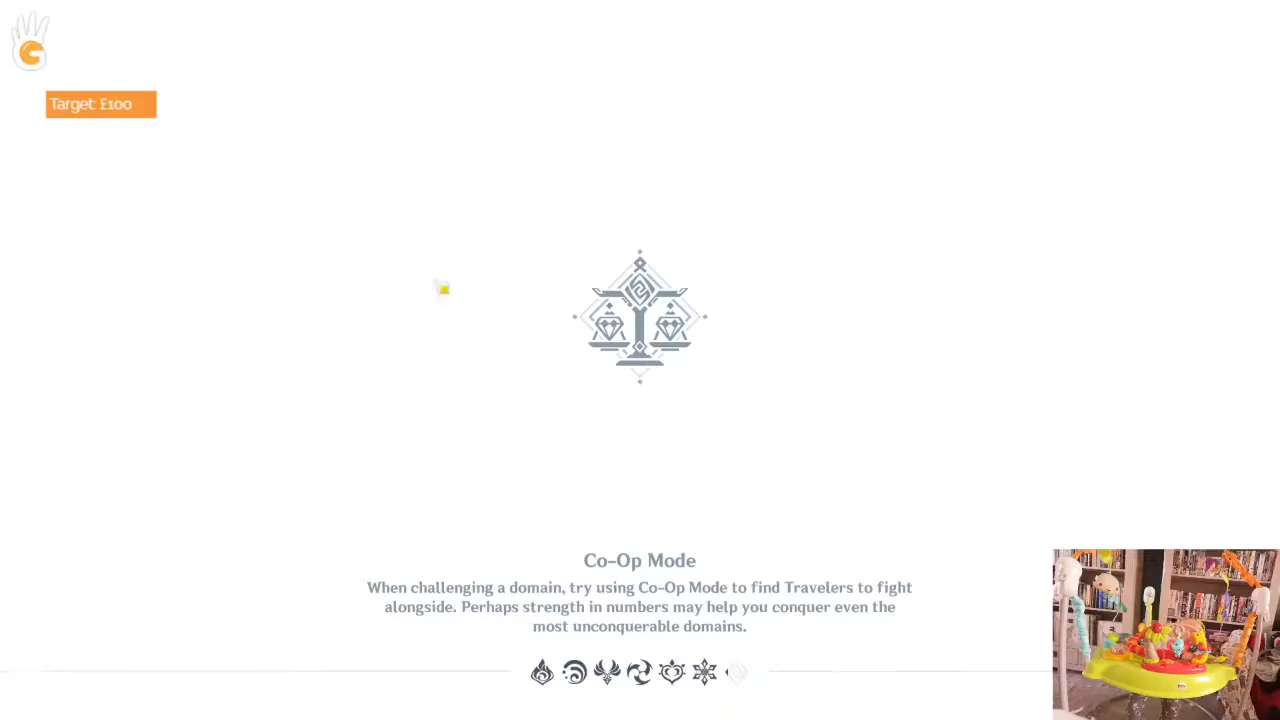 Target: £100
Co-Op Mode
When challenging a domain, try using Co-Op Mode to find Travelers to fight
alongside. Perhaps strength in numbers may help you conquer even the
most unconquerable domains.